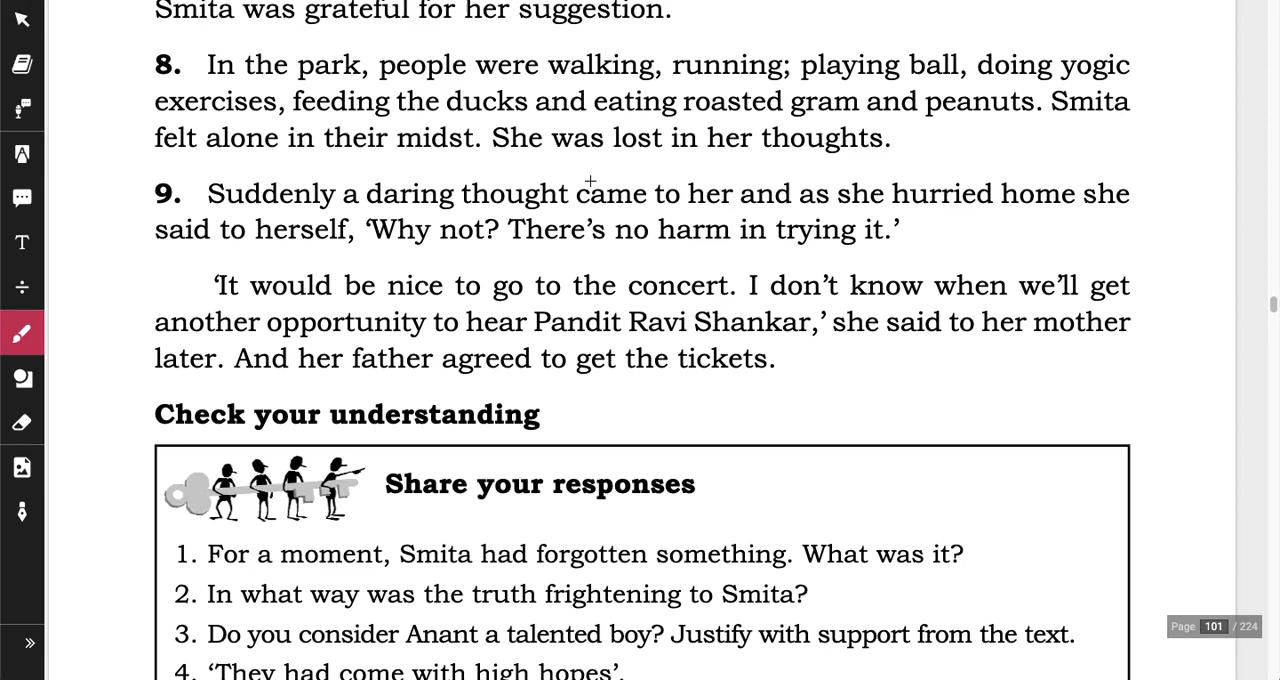 Smita was grateful for her suggestion.
8. In the park, people were walking, running; playing ball, doing yogic
exercises, feeding the ducks and eating roasted gram and peanuts. Smita
felt alone in their midst. She was lost in her thoughts.
9. Suddenly a daring thought came to her and as she hurried home she
said to herself, ‘Why not? There’s no harm in trying it.’
‘It would be nice to go to the concert. I don’t know when we’ll get
another opportunity to hear Pandit Ravi Shankar,’ she said to her mother
later. And her father agreed to get the tickets.
Check your understanding
Share your responses
1. For a moment, Smita had forgotten something. What was it?
2. In what way was the truth frightening to Smita?
3. Do you consider Anant a talented boy? Justify with support from the text.
4. ‘They had come with high hopes’.
Page 101 / 224